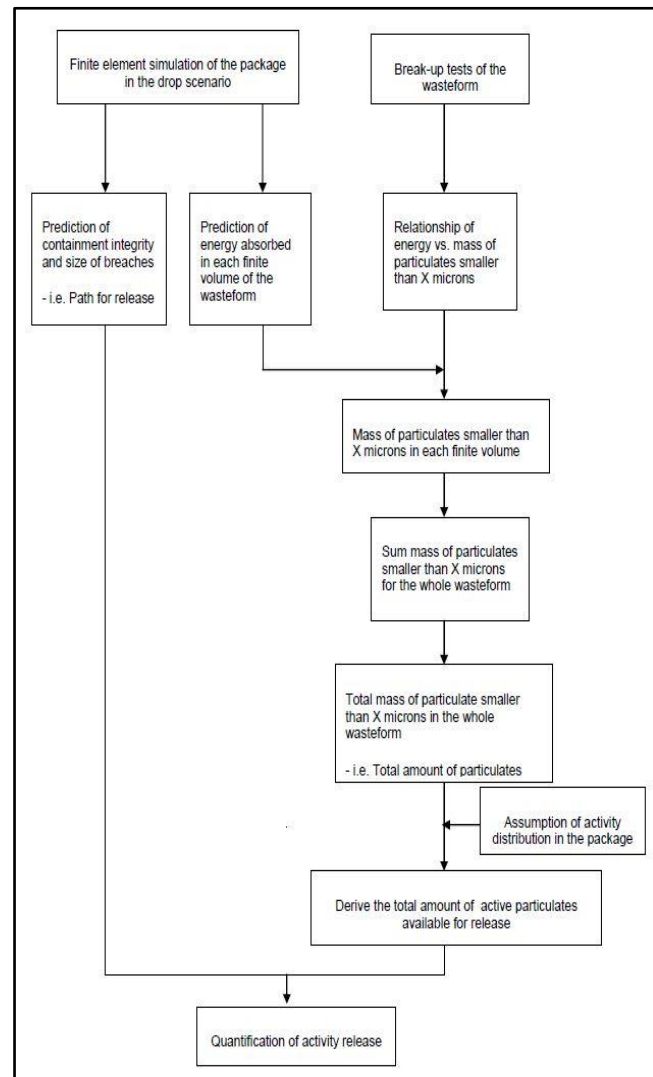 Finite element simulation of the package
in the drop scenario
Break-up tests of the
wasteform
Prediction of
containment integrity
and size of breaches
- i.e. Path for release
Prediction of
energy absorbed
in each finite
volume of the
wasteform
Relationship of
energy vs. mass of
particulates smaller
than X microns
Mass of particulates smaller than
X microns in each finite volume
Sum mass of particulates
smaller than X microns
for the whole wasteform
Total mass of particulate smaller
than X microns in the whole
wasteform
- i.e. Total amount of particulates
Assumption of activity
distribution in the package
Derive the total amount of active particulates
available for release
Quantification of activity release